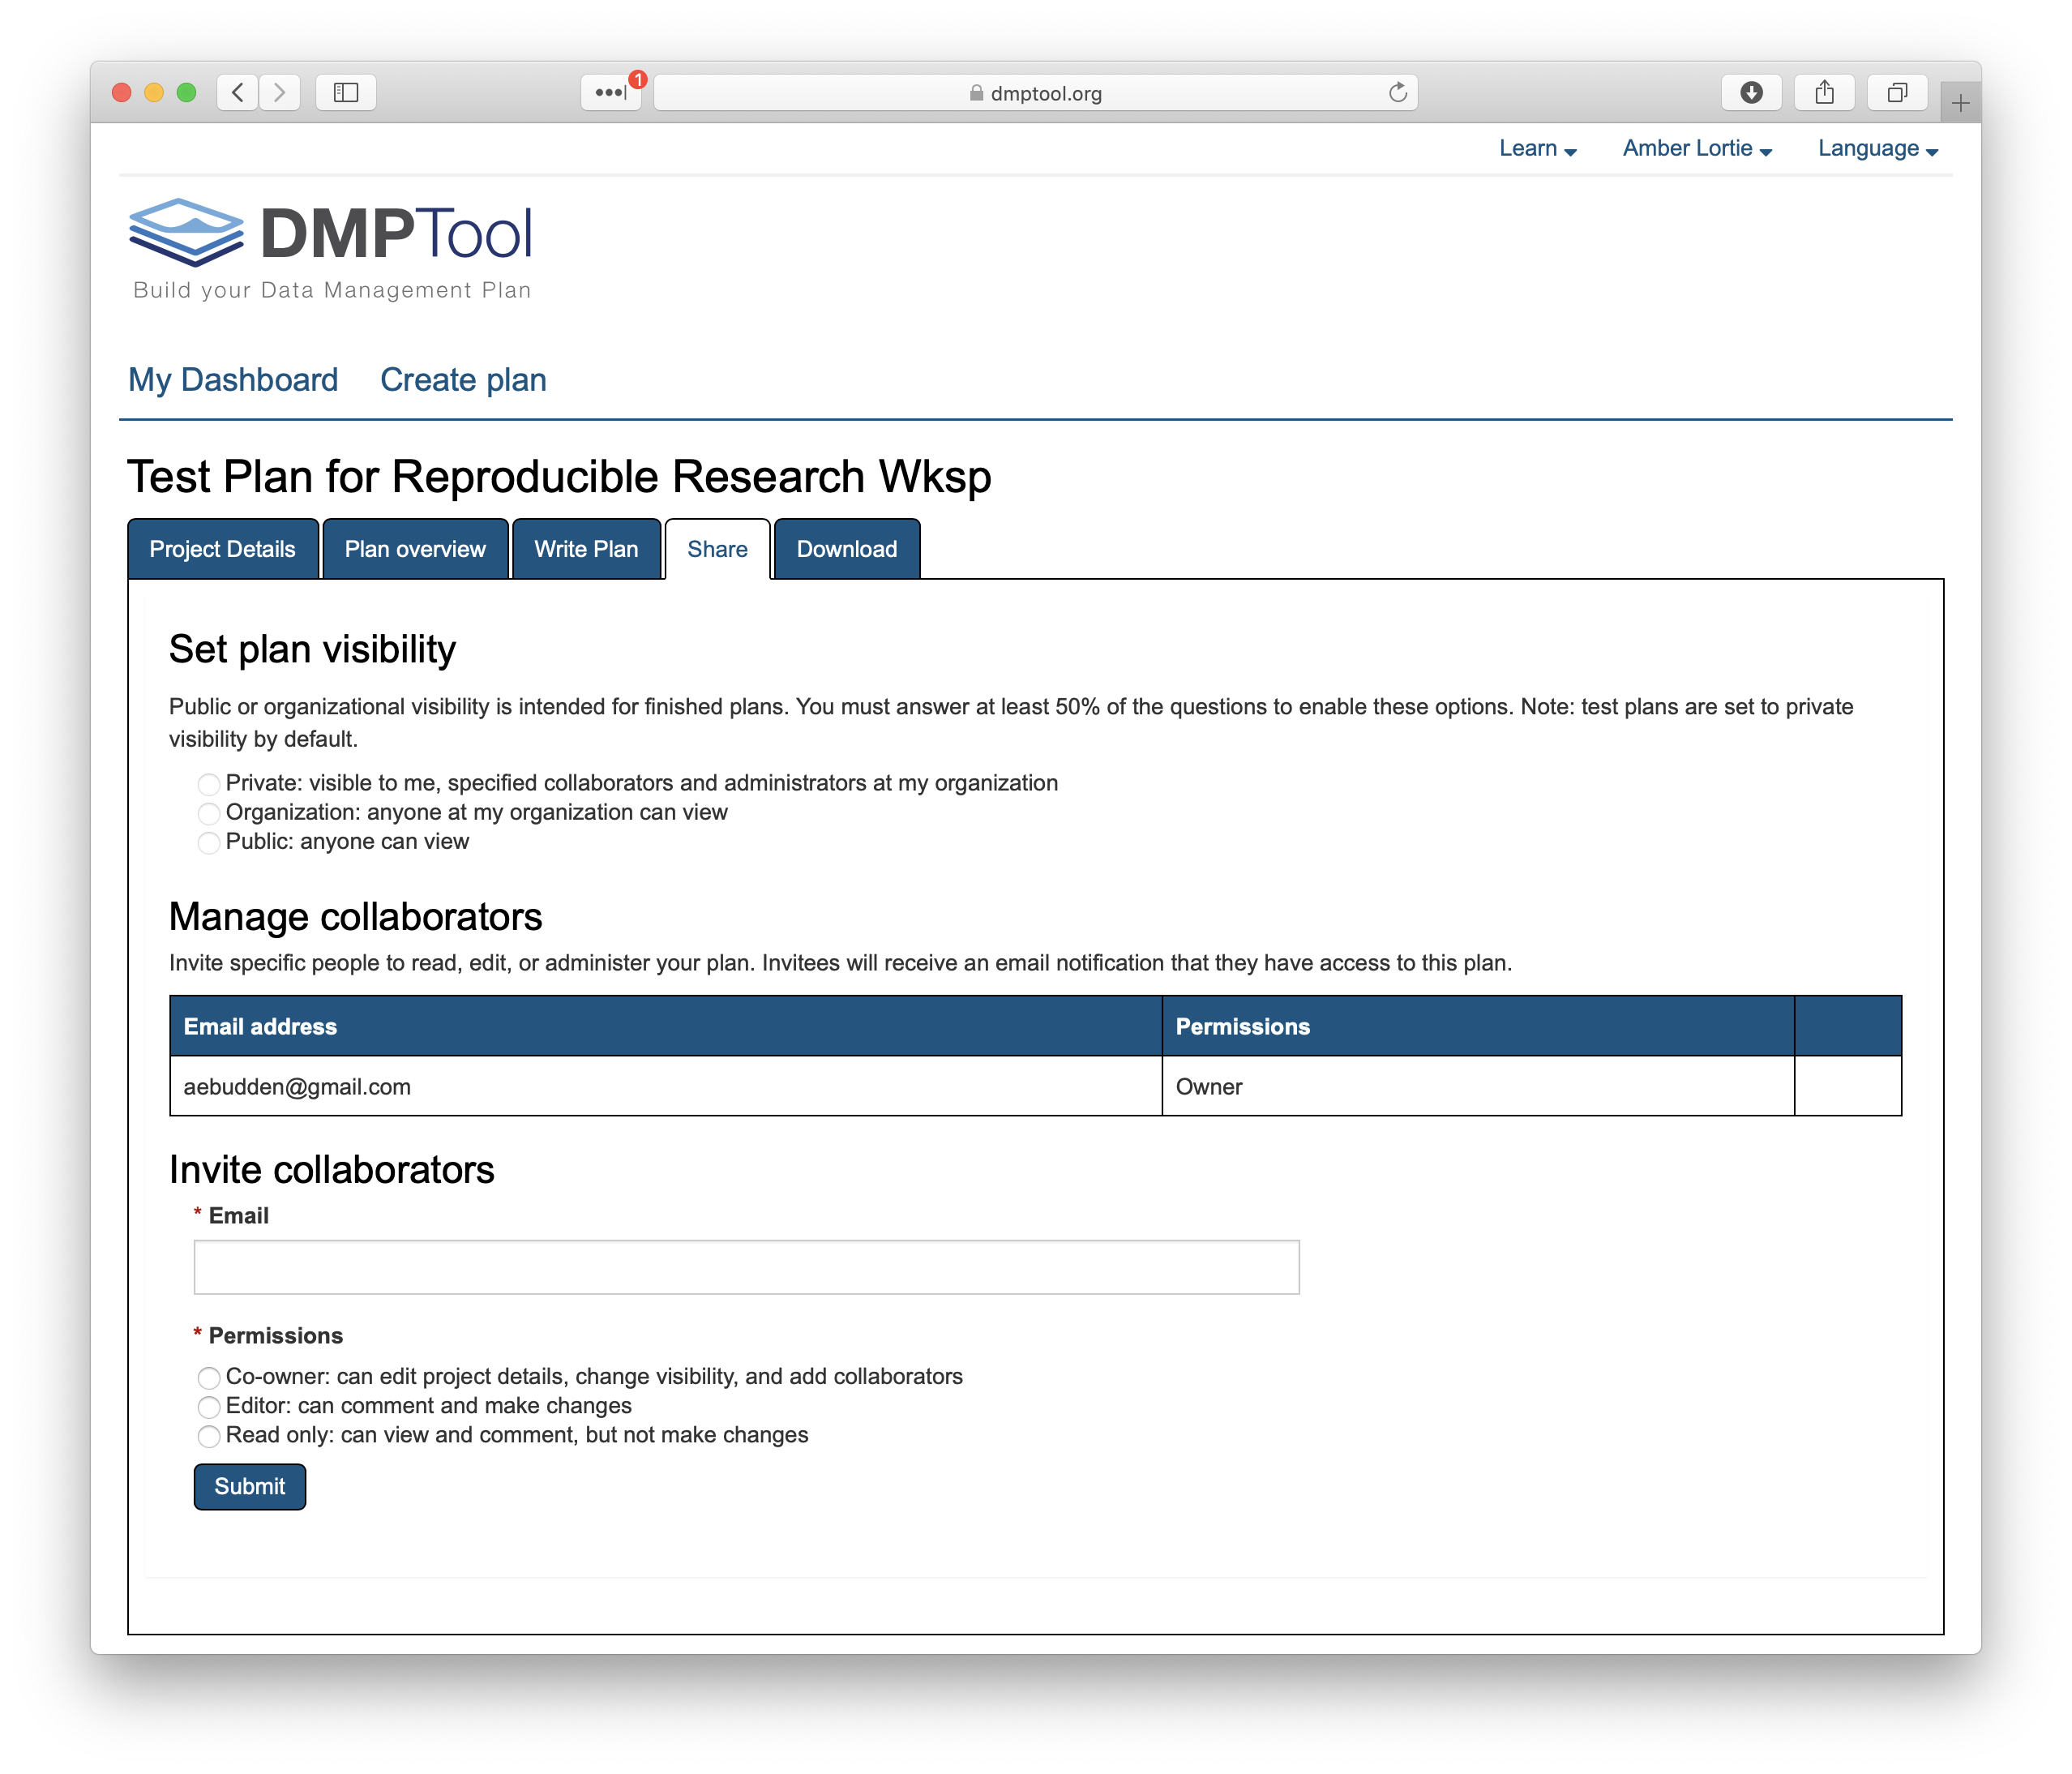 1
dmptool.org
Learn
Amber Lortie
Language
DMPTool
Build your Data Management Plan
My Dashboard
Create plan
Test Plan for Reproducible Research Wksp
Project Details
Plan overview
Write Plan
Share
Download
Set plan visibility
Public or organizational visibility is intended for finished plans. You must answer at least 50% of the questions to enable these options. Note: test plans are set to private
visibility by default.
Private: visible to me, specified collaborators and administrators at my organization
Organization: anyone at my organization can view
Public: anyone can view
Manage collaborators
Invite specific people to read, edit, or administer your plan. Invitees will receive an email notification that they have access to this plan.
Email address
Permissions
aebudden@gmail.com
Owner
Invite collaborators
* Email
* Permissions
Co-owner: can edit project details, change visibility, and add collaborators
Editor: can comment and make changes
Read only: can view and comment, but not make changes
Submit